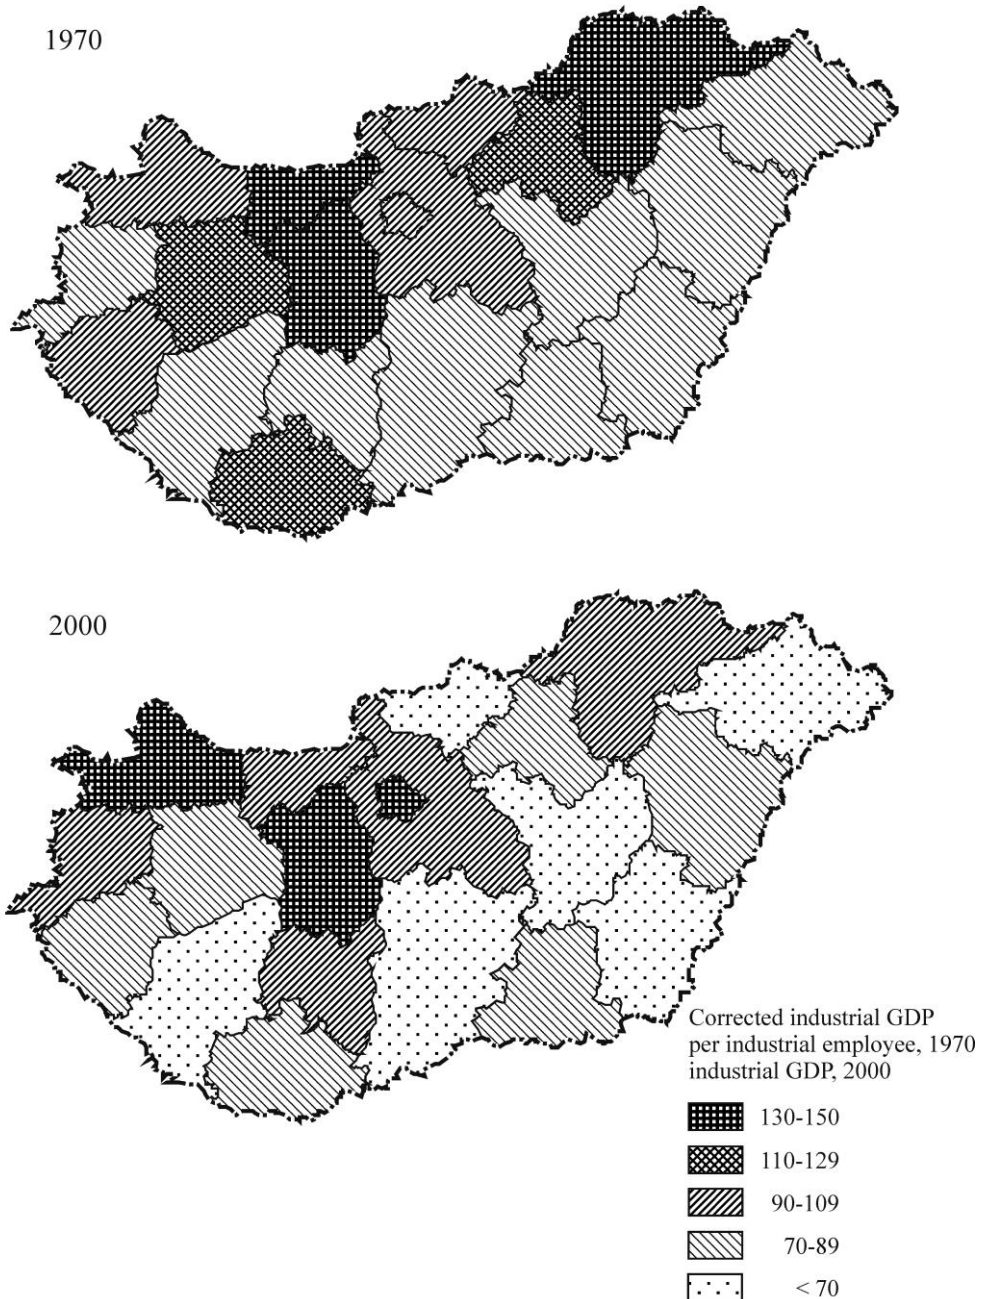 1970
2000
Corrected industrial GDP
per industrial employee, 1970
industrial GDP, 2000
130-150
110-129
90-109
70-89
< 70